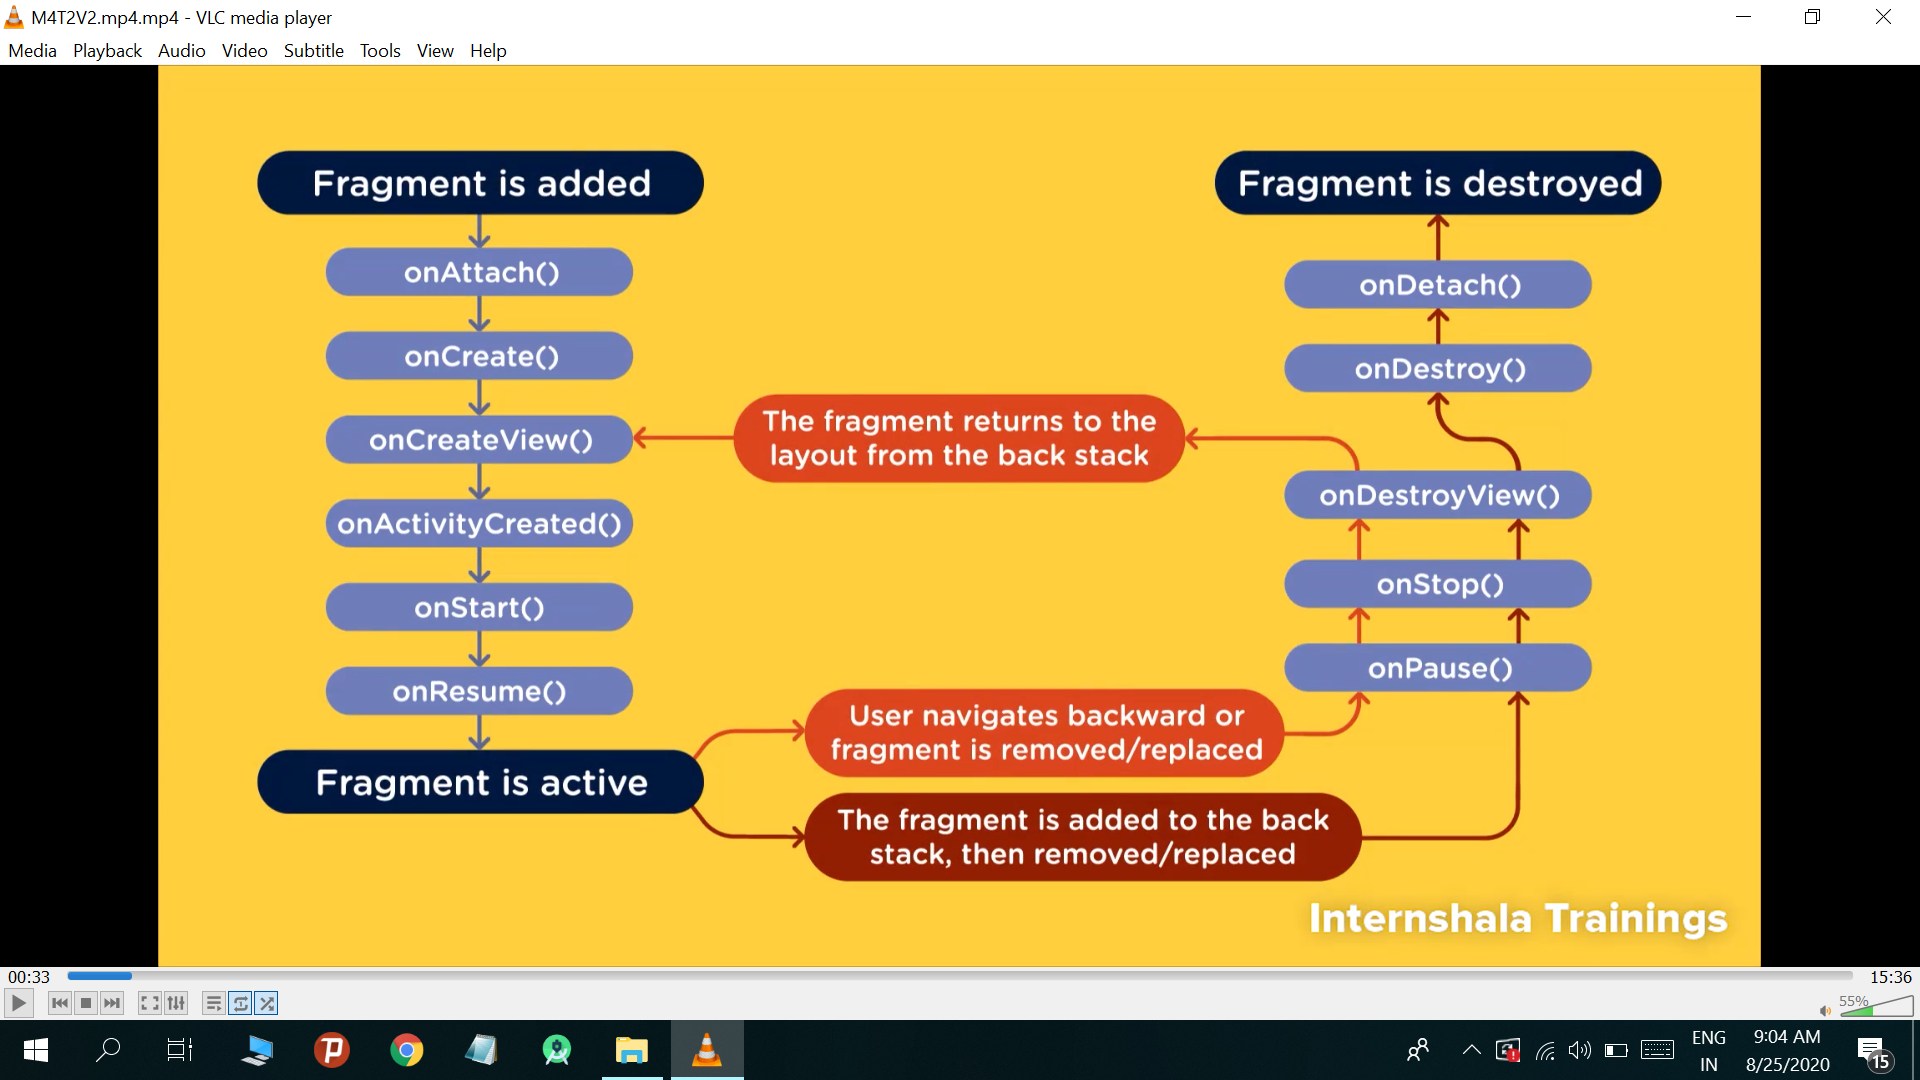 M4T2V2.mp4.mp4 - VLC media player
Media Playback Audio Video Subtitle Tools View Help
Fragment is added
onAttach()
onCreate()
onCreateView()
onActivityCreated()
onStart()
onResume()
Fragment is active
The fragment returns to the
layout from the back stack
User navigates backward or
fragment is removed/replaced
The fragment is added to the back
stack, then removed/replaced
Fragment is destroyed
onDetach()
onDestroy()
onDestroyView()
onStop()
onPause()
Internshala Trainings
00:33
15:36
55%
ENG
IN
9:04 AM
8/25/2020
15